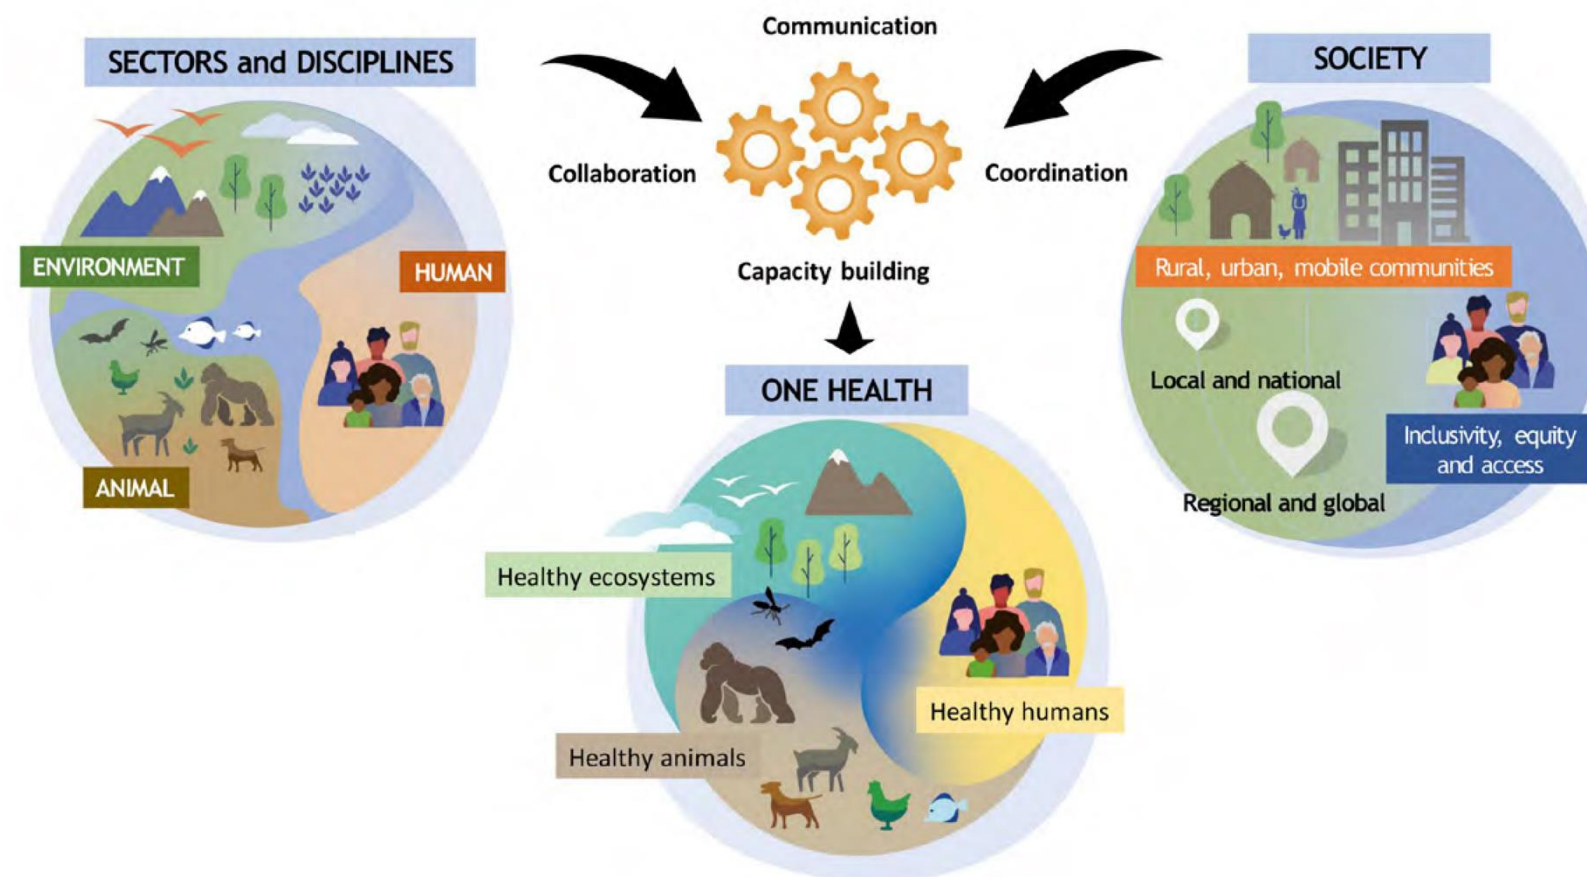 SECTORS and DISCIPLINES
ENVIRONMENT
HUMAN
ANIMAL
Communication
Collaboration
Coordination
Capacity building
SOCIETY
Rural, urban, mobile communities
Local and national
Inclusivity, equity
and access
Regional and global
ONE HEALTH
Healthy ecosystems
Healthy humans
Healthy animals